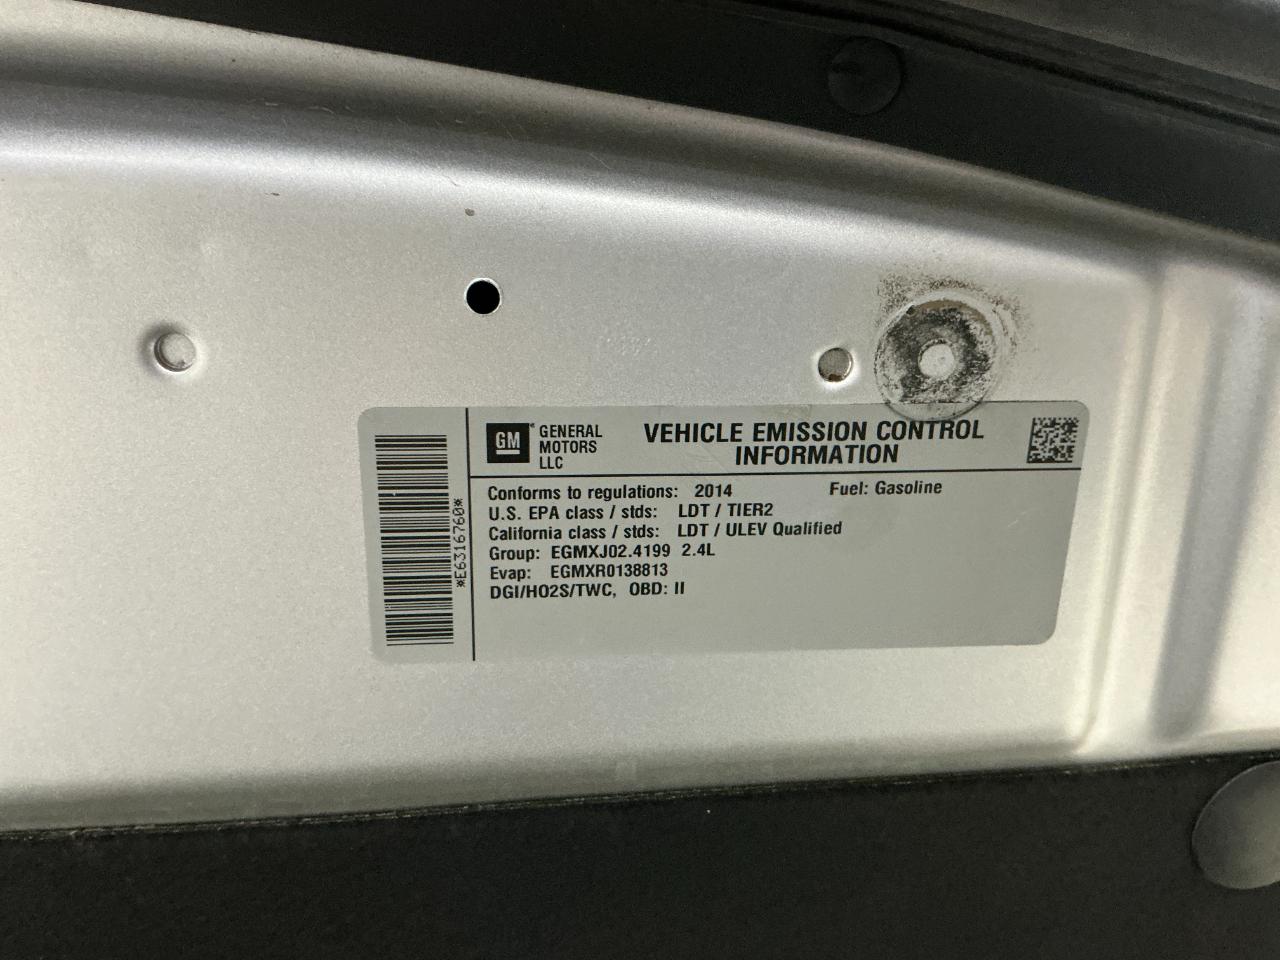 GM
GENERAL
MOTORS
LLC
VEHICLE EMISSION CONTROL
INFORMATION
Conforms to regulations: 2014 Fuel: Gasoline
U.S. EPA class / stds: LDT / TIER2
California class / stds: LDT / ULEV Qualified
Group: EGMXJ02.4199 2.4L
Evap: EGMXR0138813
DGI/HO2S/TWC, OBD: II
*E6316760*